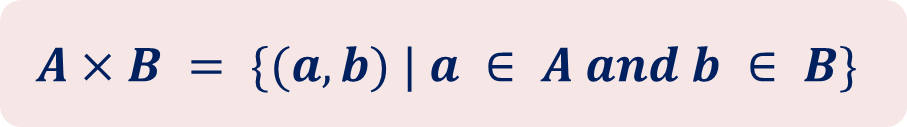 A × B = {(a, b) | a ∈ A and b ∈ B}